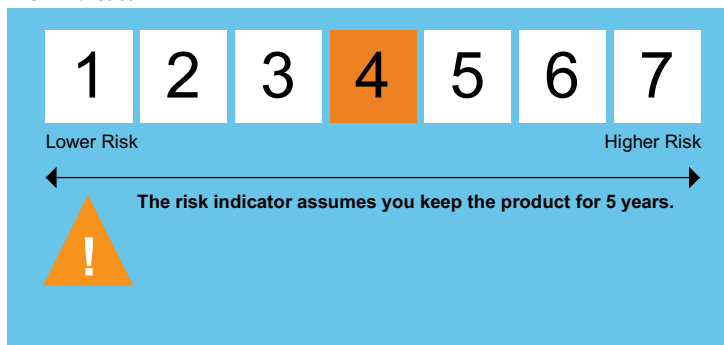 1 2 3 4 5 6 7
Lower Risk Higher Risk
The risk indicator assumes you keep the product for 5 years.
!